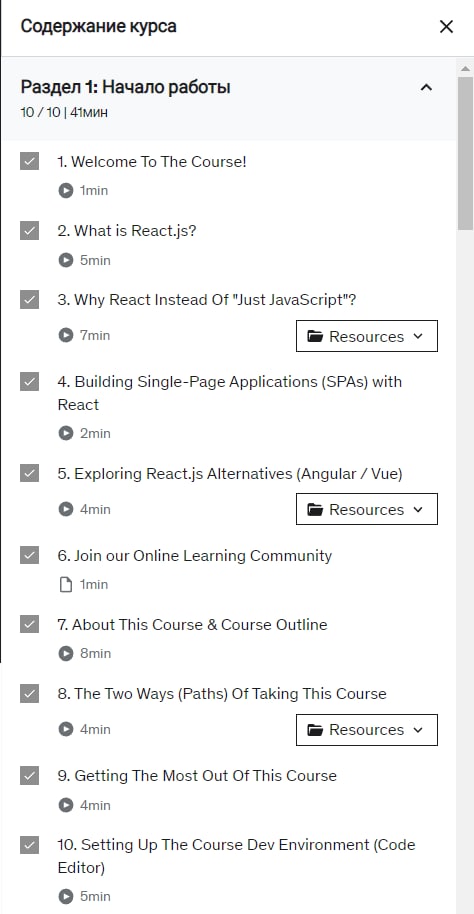 Содержание курса
Раздел 1: Начало работы
10 / 10 | 41мин
1. Welcome To The Course!
1min
2. What is React.js?
5min
3. Why React Instead Of "Just JavaScript"?
7min
Resources
4. Building Single-Page Applications (SPAs) with
React
2min
5. Exploring React.js Alternatives (Angular / Vue)
4min
Resources
6. Join our Online Learning Community
1min
7. About This Course & Course Outline
8min
8. The Two Ways (Paths) Of Taking This Course
4min
Resources
9. Getting The Most Out Of This Course
4min
10. Setting Up The Course Dev Environment (Code
Editor)
5min